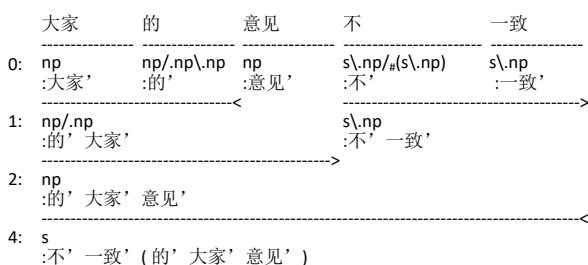 大家 的 意见 不 一致
0: np np/.np\.np np s\.np/#(s\.np) s\.np
:大家’ :的’ :意见’ :不’ :一致’
<
>
1: np/.np s\.np
:的’大家’ :不’一致’
>
2: np
:的’大家’意见’
<
4: s
:不’一致’(的’大家’意见’)